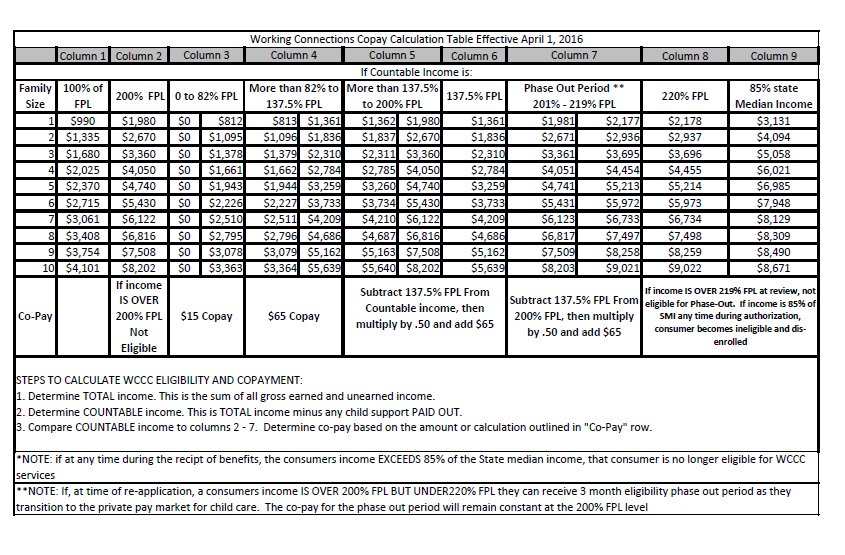 Working Connections Copay Calculation Table Effective April 1, 2016
Column 1 Column 2 Column 3 Column 4 Column 5 Column 6 Column 7 Column 8 Column 9
If Countable Income is:
Family Size 100% of FPL 200% FPL 0 to 82% FPL More than 82% to 137.5% FPL More than 137.5% to 200% FPL 137.5% FPL Phase Out Period ** 201% - 219% FPL 220% FPL 85% state Median Income
1 $990 $1,980 $0 $812 $813 $1,361 $1,362 $1,980 $1,361 $1,981 $2,177 $2,178 $3,131
2 $1,335 $2,670 $0 $1,095 $1,096 $1,836 $1,837 $2,670 $1,836 $2,671 $2,936 $2,937 $4,094
3 $1,680 $3,360 $0 $1,378 $1,379 $2,310 $2,311 $3,360 $2,310 $3,361 $3,695 $3,696 $5,058
4 $2,025 $4,050 $0 $1,661 $1,662 $2,784 $2,785 $4,050 $2,784 $4,051 $4,454 $4,455 $6,021
5 $2,370 $4,740 $0 $1,943 $1,944 $3,259 $3,260 $4,740 $3,259 $4,741 $5,213 $5,214 $6,985
6 $2,715 $5,430 $0 $2,226 $2,227 $3,733 $3,734 $5,430 $3,733 $5,431 $5,972 $5,973 $7,948
7 $3,061 $6,122 $0 $2,510 $2,511 $4,209 $4,210 $6,122 $4,209 $6,123 $6,733 $6,734 $8,129
8 $3,408 $6,816 $0 $2,795 $2,796 $4,686 $4,687 $6,816 $4,686 $6,817 $7,497 $7,498 $8,309
9 $3,754 $7,508 $0 $3,078 $3,079 $5,162 $5,163 $7,508 $5,162 $7,509 $8,258 $8,259 $8,490
10 $4,101 $8,202 $0 $3,363 $3,364 $5,639 $5,640 $8,202 $5,639 $8,203 $9,021 $9,022 $8,671
Co-Pay
If income
IS OVER
200% FPL
Not
Eligible
$15 Copay
$65 Copay
Subtract 137.5% FPL From
Countable income, then
multiply by .50 and add $65
Subtract 137.5% FPL From
200% FPL, then multiply
by .50 and add $65
If income IS OVER 219% FPL at review, not
eligible for Phase-Out. If income is 85% of
SMI any time during authorization,
consumer becomes ineligible and dis-
enrolled
STEPS TO CALCULATE WCCC ELIGIBILITY AND COPAYMENT:
1. Determine TOTAL income. This is the sum of all gross earned and unearned income.
2. Determine COUNTABLE income. This is TOTAL income minus any child support PAID OUT.
3. Compare COUNTABLE income to columns 2 - 7. Determine co-pay based on the amount or calculation outlined in "Co-Pay" row.
*NOTE: if at any time during the recipt of benefits, the consumers income EXCEEDS 85% of the State median income, that consumer is no longer eligible for WCCC
services
**NOTE: If, at time of re-application, a consumers income IS OVER 200% FPL BUT UNDER220% FPL they can receive 3 month eligibility phase out period as they
transition to the private pay market for child care. The co-pay for the phase out period will remain constant at the 200% FPL level